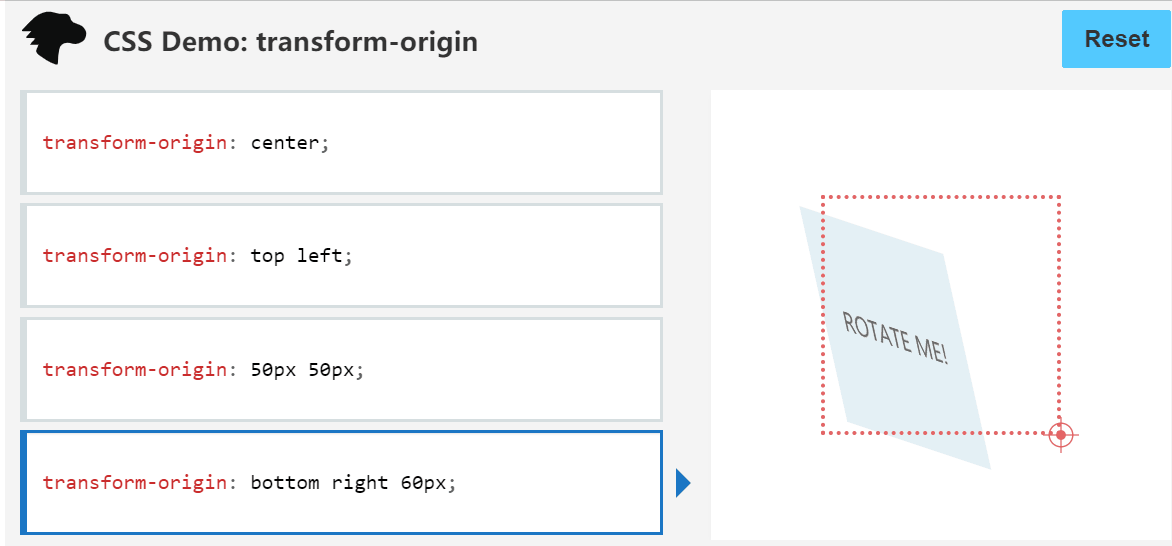 CSS Demo: transform-origin
Reset
transform-origin: center;
transform-origin: top left;
transform-origin: 50px 50px;
transform-origin: bottom right 60px;
ROTATE ME!